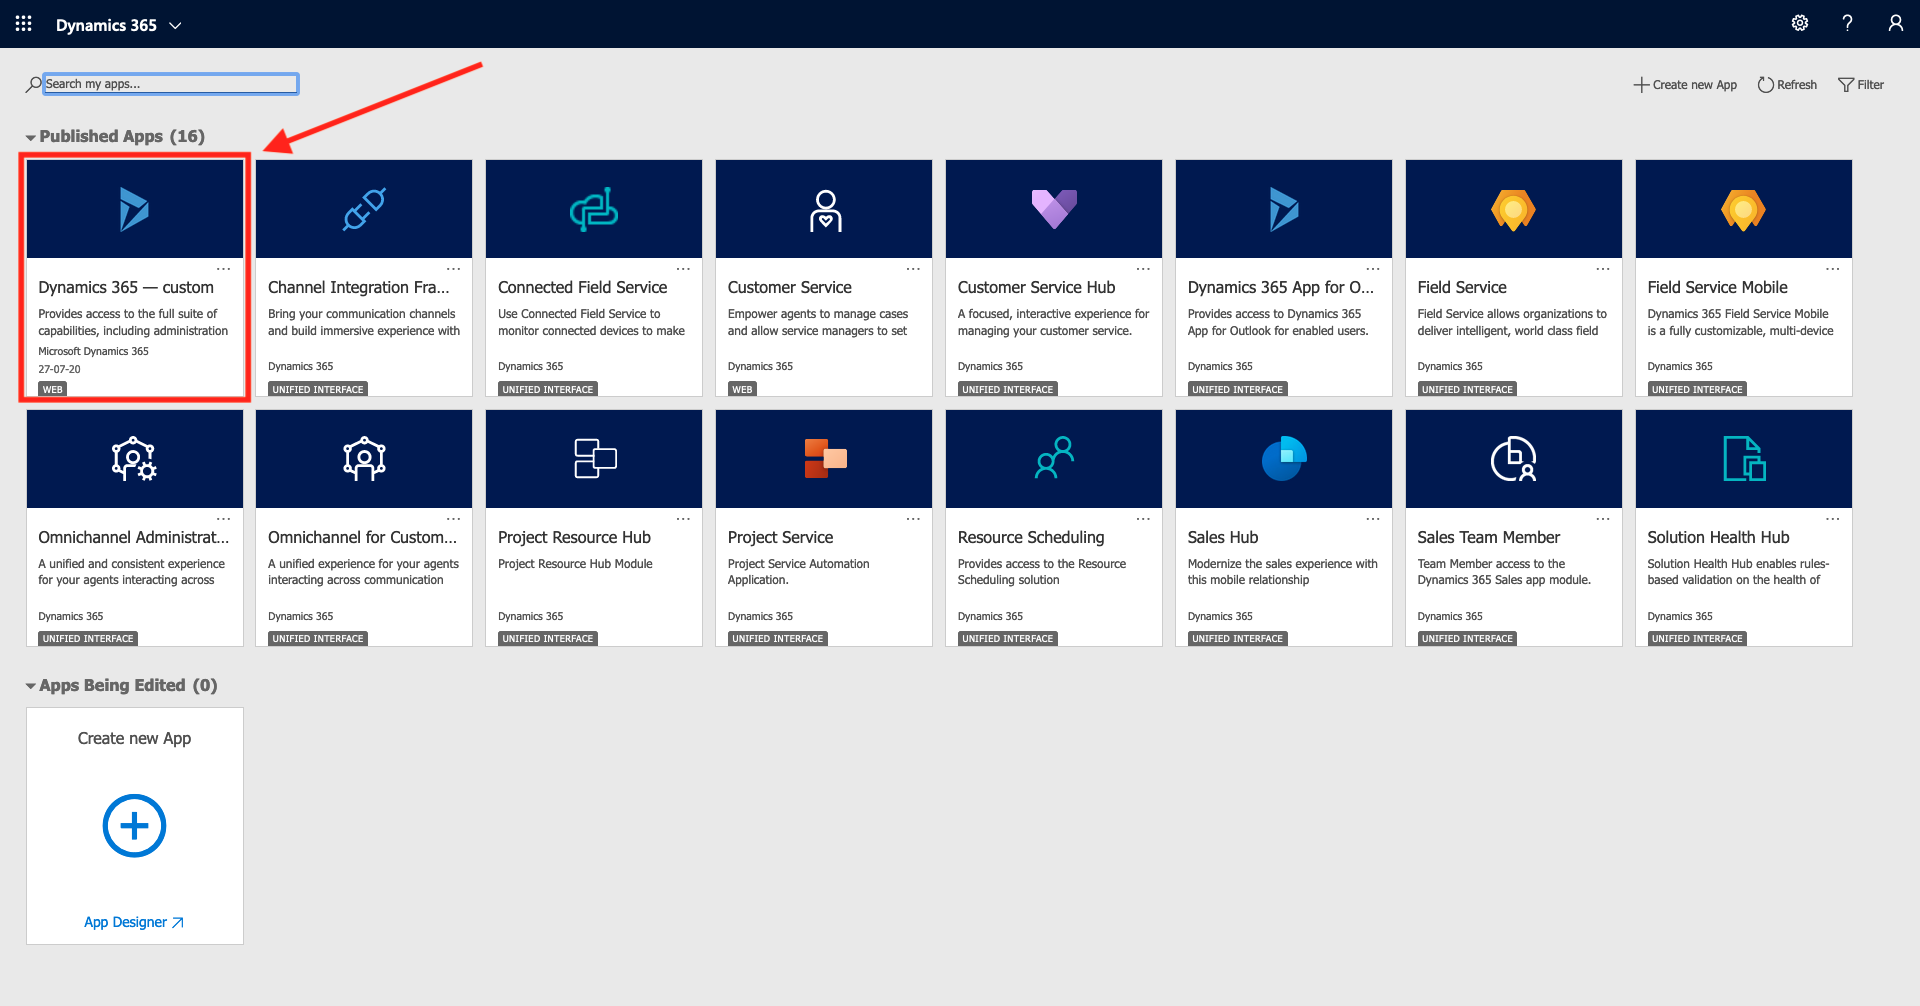 Dynamics 365
Search my apps...
Create new App
Refresh
Filter
Published Apps (16)
Dynamics 365 — custom
Provides access to the full suite of
capabilities, including administration
Microsoft Dynamics 365
27-07-20
WEB
Channel Integration Fra...
Bring your communication channels
and build immersive experience with
Dynamics 365
UNIFIED INTERFACE
Connected Field Service
Use Connected Field Service to
monitor connected devices to make
Dynamics 365
UNIFIED INTERFACE
Customer Service
Empower agents to manage cases
and allow service managers to set
Dynamics 365
WEB
Customer Service Hub
A focused, interactive experience for
managing your customer service.
Dynamics 365
UNIFIED INTERFACE
Dynamics 365 App for O...
Provides access to Dynamics 365
App for Outlook for enabled users.
Dynamics 365
UNIFIED INTERFACE
Field Service
Field Service allows organizations to
deliver intelligent, world class field
Dynamics 365
UNIFIED INTERFACE
Field Service Mobile
Dynamics 365 Field Service Mobile
is a fully customizable, multi-device
Dynamics 365
UNIFIED INTERFACE
Omnichannel Administrat...
A unified and consistent experience
for your agents interacting across
Dynamics 365
UNIFIED INTERFACE
Omnichannel for Custom...
A unified experience for your agents
interacting across communication
Dynamics 365
UNIFIED INTERFACE
Project Resource Hub
Project Resource Hub Module
Dynamics 365
UNIFIED INTERFACE
Project Service
Project Service Automation
Application.
Dynamics 365
UNIFIED INTERFACE
Resource Scheduling
Provides access to the Resource
Scheduling solution
Dynamics 365
UNIFIED INTERFACE
Sales Hub
Modernize the sales experience with
this mobile relationship
Dynamics 365
UNIFIED INTERFACE
Sales Team Member
Team Member access to the
Dynamics 365 Sales app module.
Dynamics 365
UNIFIED INTERFACE
Solution Health Hub
Solution Health Hub enables rules-
based validation on the health of
Dynamics 365
UNIFIED INTERFACE
Apps Being Edited (0)
Create new App
App Designer